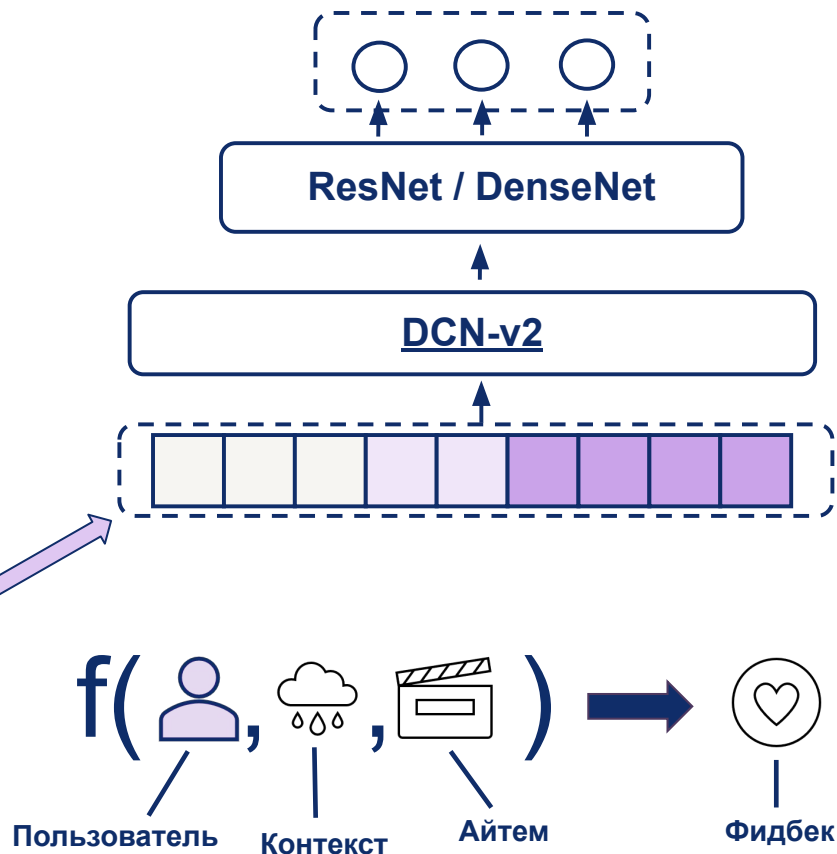 ResNet / DenseNet
DCN-v2
f( , , )
Пользователь
Контекст
Айтем
Фидбек